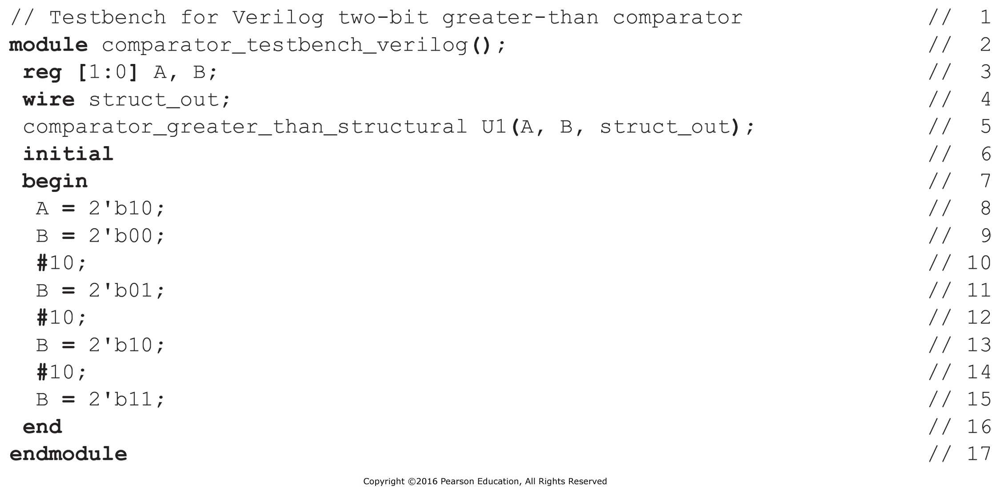 // Testbench for Verilog two-bit greater-than comparator // 1
module comparator_testbench_verilog(); // 2
reg [1:0] A, B; // 3
wire struct_out; // 4
comparator_greater_than_structural U1(A, B, struct_out); // 5
initial // 6
begin // 7
A = 2'b10; // 8
B = 2'b00; // 9
#10; // 10
B = 2'b01; // 11
#10; // 12
B = 2'b10; // 13
#10; // 14
B = 2'b11; // 15
end // 16
endmodule // 17
Copyright ©2016 Pearson Education, All Rights Reserved